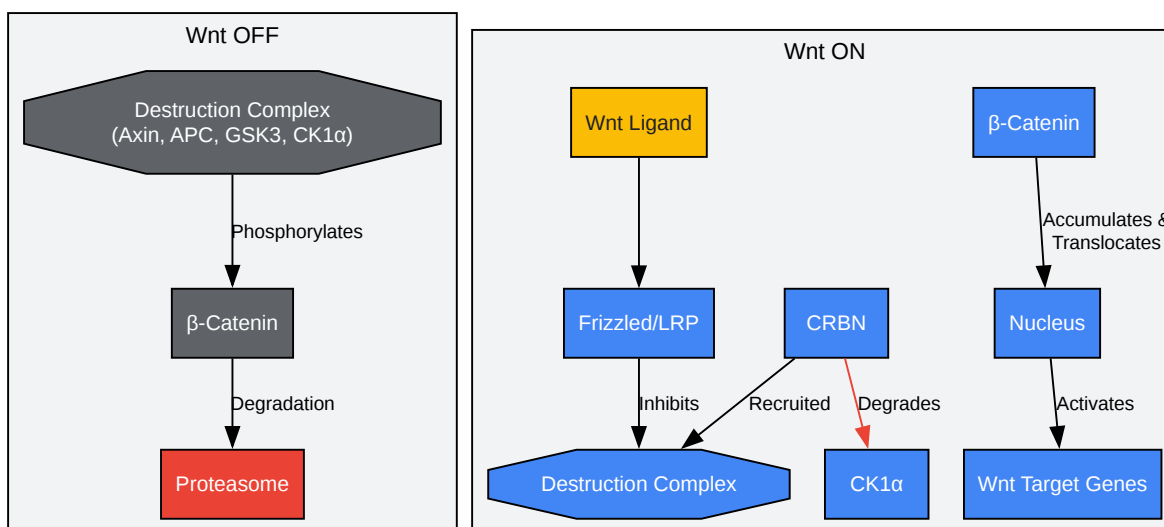 Wnt OFF
Destruction Complex
(Axin, APC, GSK3, CK1α)
Phosphorylates
β-Catenin
Degradation
Proteasome
Wnt ON
Wnt Ligand
β-Catenin
Accumulates &
Translocates
Frizzled/LRP
CRBN
Nucleus
Inhibits
Recruited
Degrades
Activates
Destruction Complex
CK1α
Wnt Target Genes